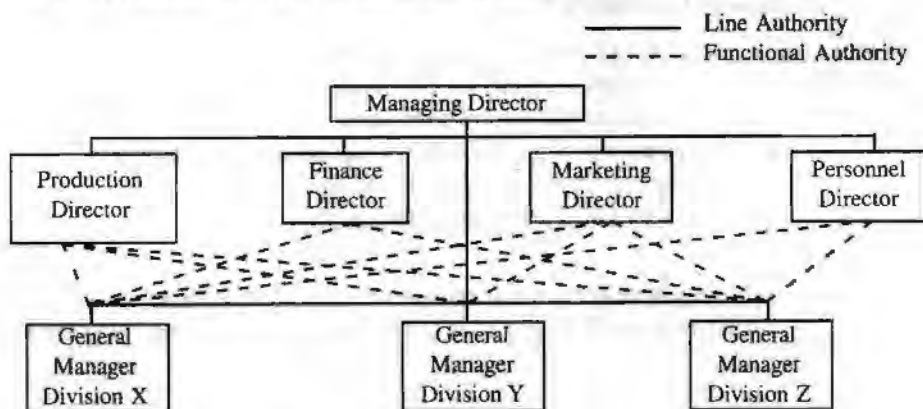 Line Authority
Functional Authority
Managing Director
Production
Director
Finance
Director
Marketing
Director
Personnel
Director
General
Manager
Division X
General
Manager
Division Y
General
Manager
Division Z